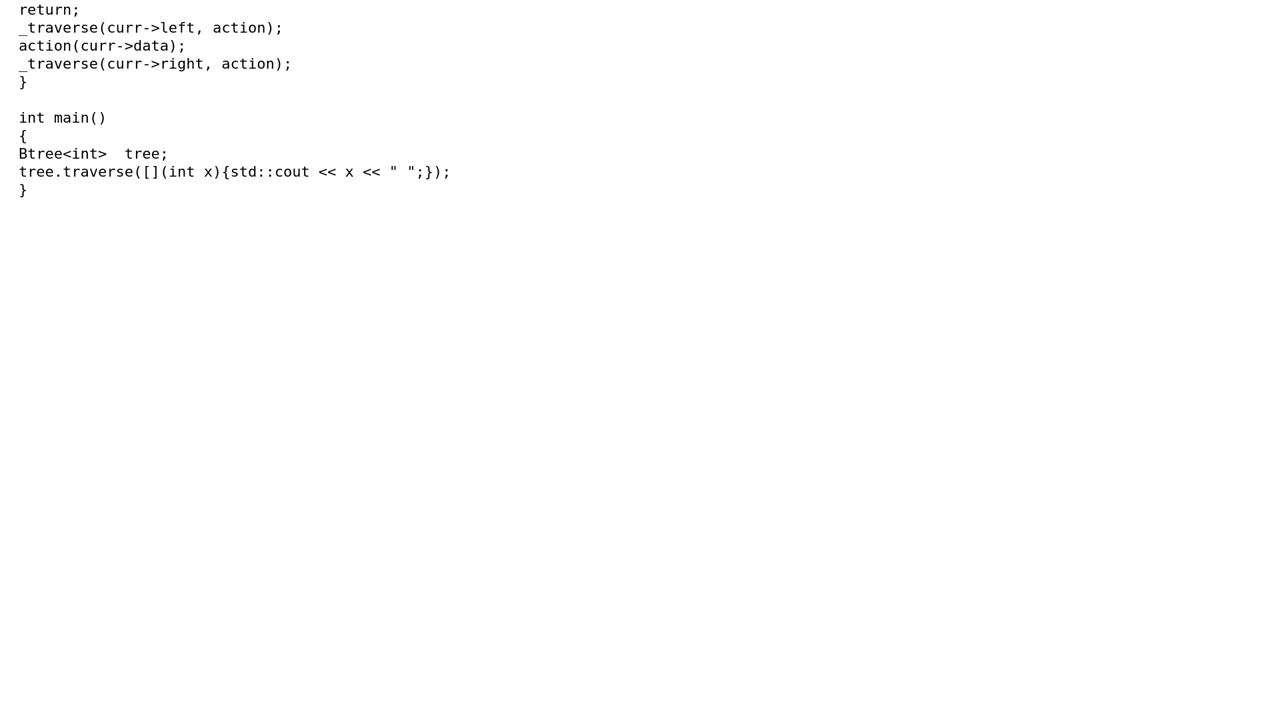 return;
_traverse(curr->left, action);
action(curr->data);
_traverse(curr->right, action);
}

int main()
{
Btree<int>  tree;
tree.traverse([](int x){std::cout << x << " ";});
}